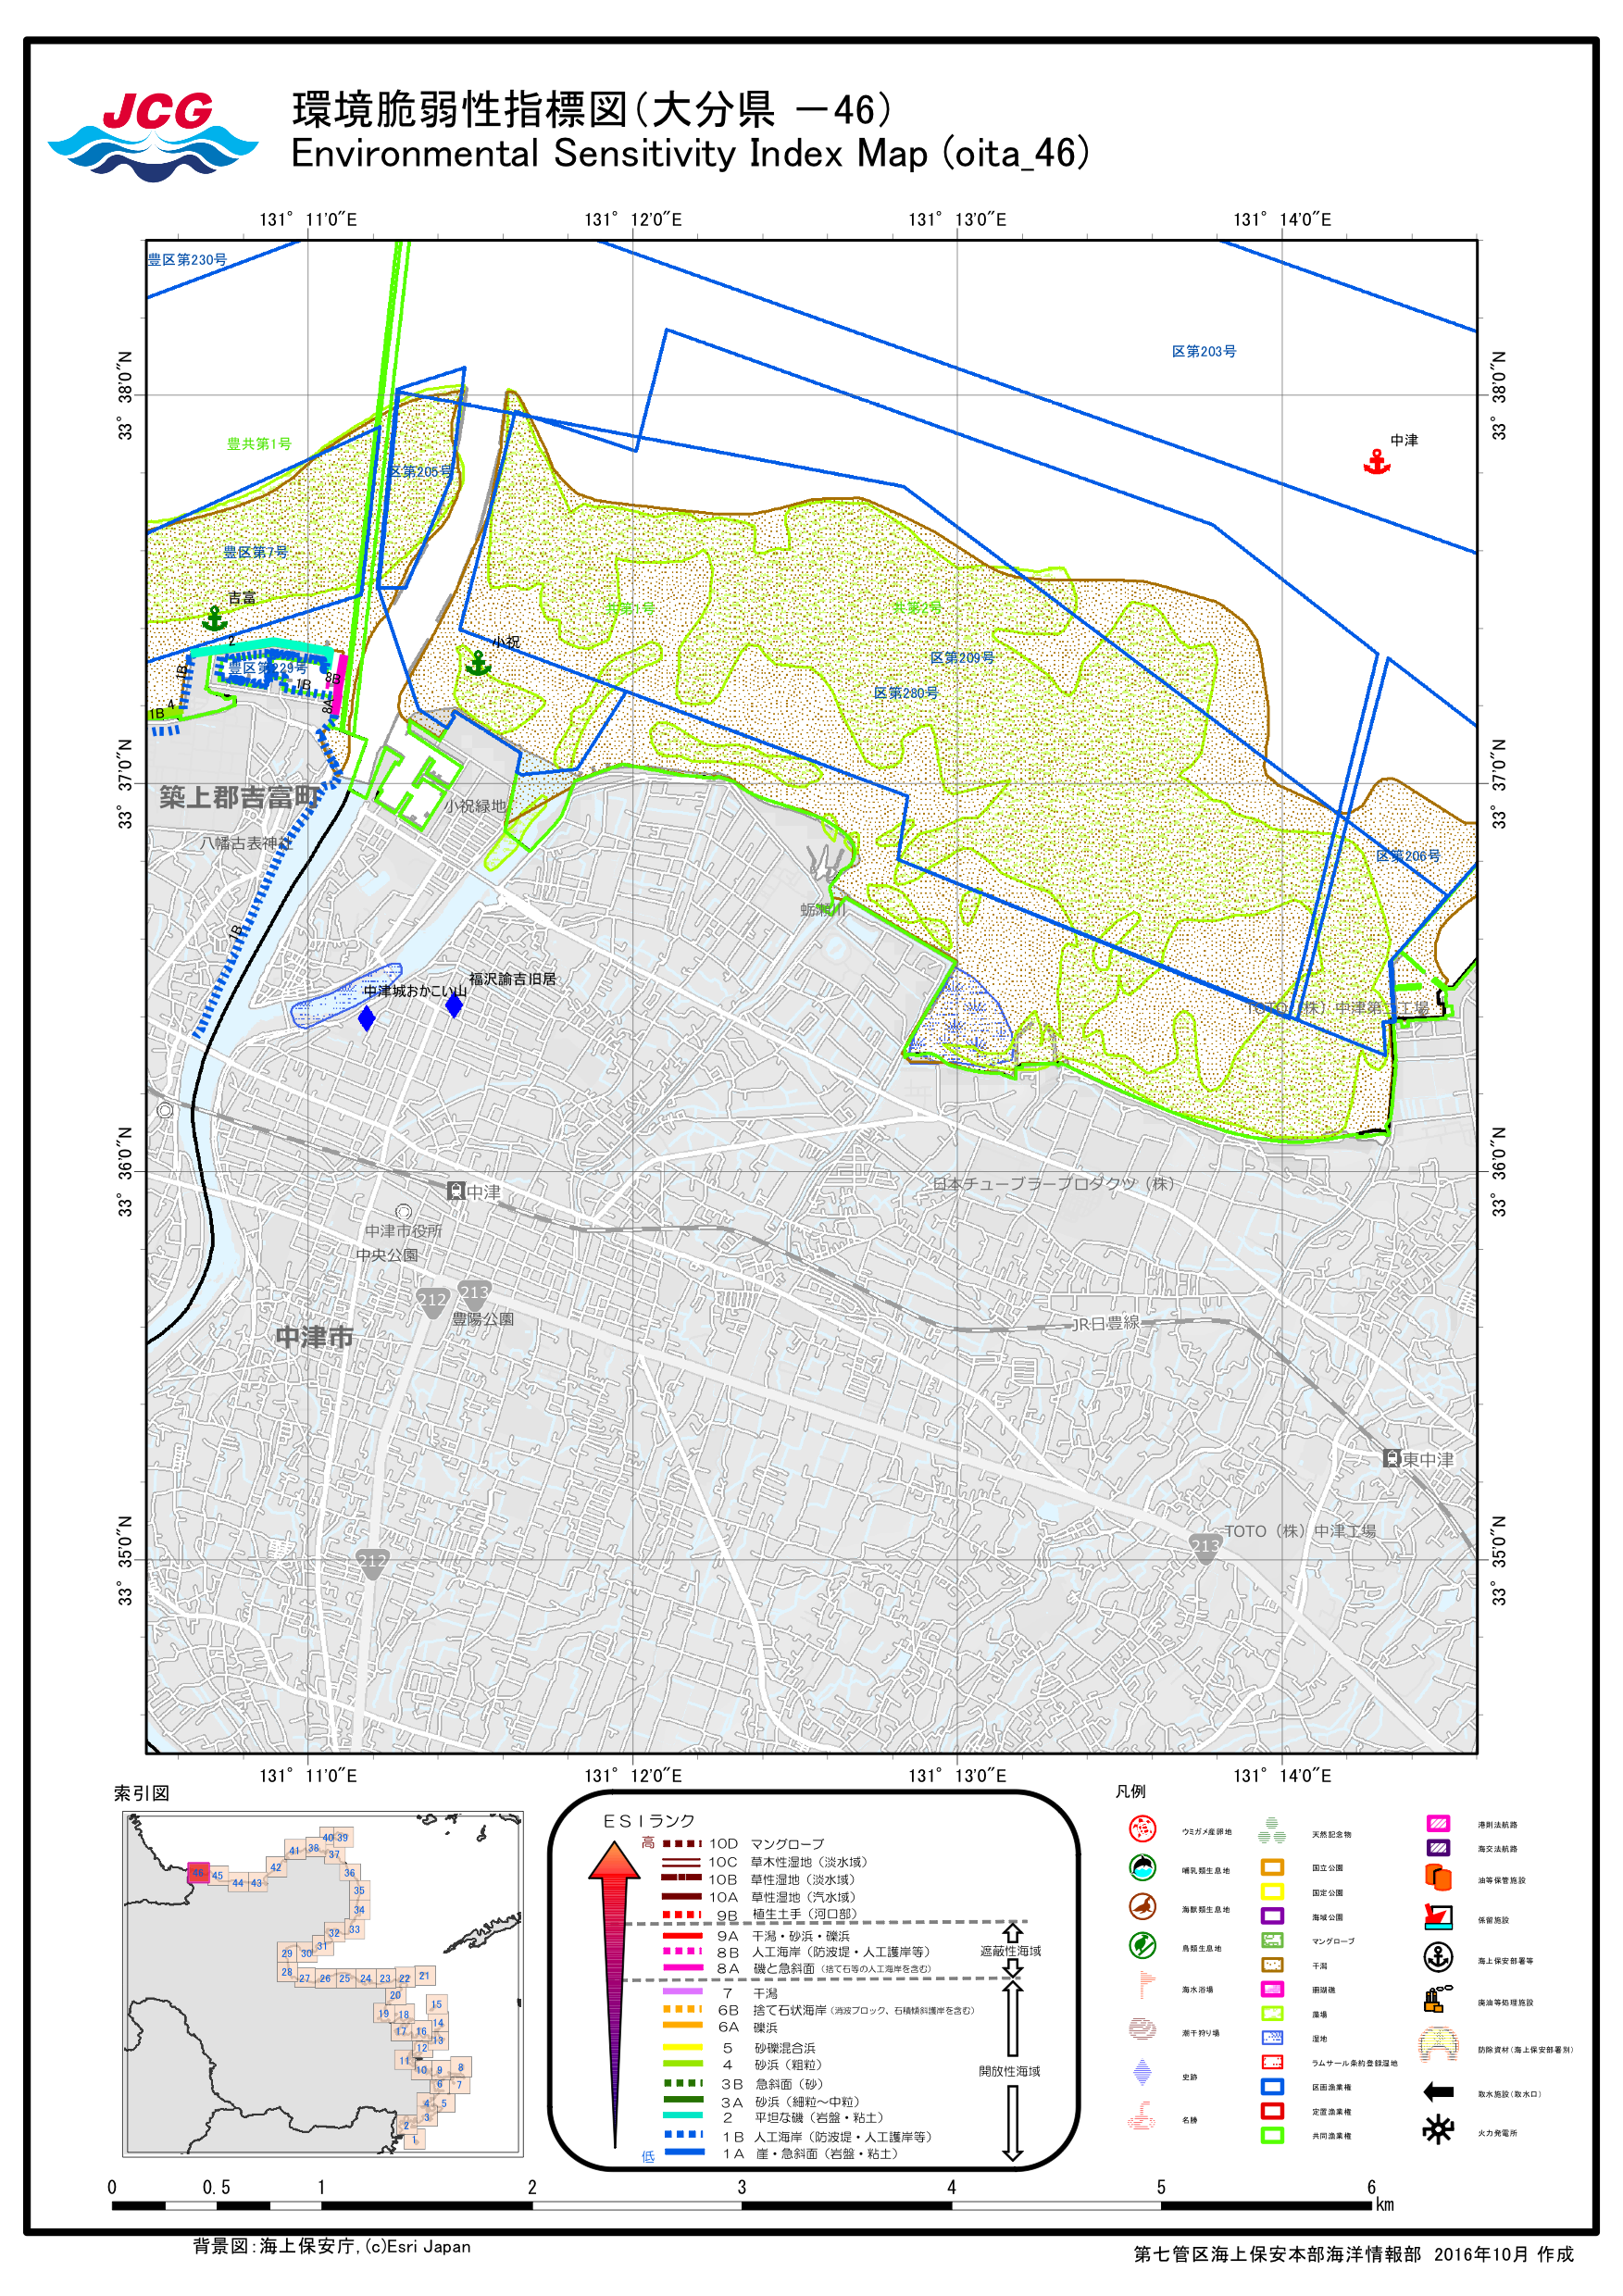 JCG
環境脆弱性指標図(大分県 －46)
Environmental Sensitivity Index Map (oita_46)
131° 11'0"E
131° 12'0"E
131° 13'0"E
131° 14'0"E
33° 38'0"N
33° 38'0"N
33° 37'0"N
33° 37'0"N
33° 36'0"N
33° 36'0"N
33° 35'0"N
33° 35'0"N
豊区第230号
区第203号
中津
豊共第1号
区第205号
豊区第7号
吉富
共第1号
共第2号
2
小祝
区第209号
豊区第229号
1B
1B
8B
8A
区第280号
4
1B
築上郡吉富町
小祝緑地
八幡古表神社
区第206号
蛎瀬川
1B
福沢諭吉旧居
中津城おかこい山
中津
日本チューブラープロダクツ（株）
中津市役所
中央公園
212
213
豊陽公園
中津市
JR日豊線
東中津
TOTO（株）中津工場
213
212
131° 11'0"E
131° 12'0"E
131° 13'0"E
131° 14'0"E
索引図
40 39
41 38 37
42
46 45 44 43
36
35
34
33
32
31
30
29
28
27 26 25 24 23 22 21
20
19 18
15
17 16 14
13
12
11
10 9 8
6 7
4 5
3
2
1
ESIランク
高
10D マングローブ
10C 草木性湿地（淡水域）
10B 草性湿地（淡水域）
10A 草性湿地（汽水域）
9B 植生土手（河口部）
9A 干潟・砂浜・礫浜
8B 人工海岸（防波堤・人工護岸等）
8A 磯と急斜面（捨て石等の人工海岸を含む）
7 干潟
6B 捨て石状海岸（消波ブロック、石積傾斜護岸を含む）
6A 礫浜
5 砂礫混合浜
4 砂浜（粗粒）
3B 急斜面（砂）
3A 砂浜（細粒～中粒）
2 平坦な磯（岩盤・粘土）
1B 人工海岸（防波堤・人工護岸等）
1A 崖・急斜面（岩盤・粘土）
低
遮蔽性海域
開放性海域
凡例
ウミガメ産卵地
哺乳類生息地
海獣類生息地
鳥類生息地
海水浴場
潮干狩り場
史跡
名勝
天然記念物
国立公園
国定公園
海域公園
マングローブ
干潟
珊瑚礁
藻場
湿地
ラムサール条約登録湿地
区画漁業権
定置漁業権
共同漁業権
港則法航路
海交法航路
油等保管施設
保留施設
海上保安部署等
廃油等処理施設
防除資材(海上保安部署別)
取水施設(取水口)
火力発電所
0 0.5 1 2 3 4 5 6
km
背景図:海上保安庁, (c)Esri Japan
第七管区海上保安本部海洋情報部 2016年10月 作成